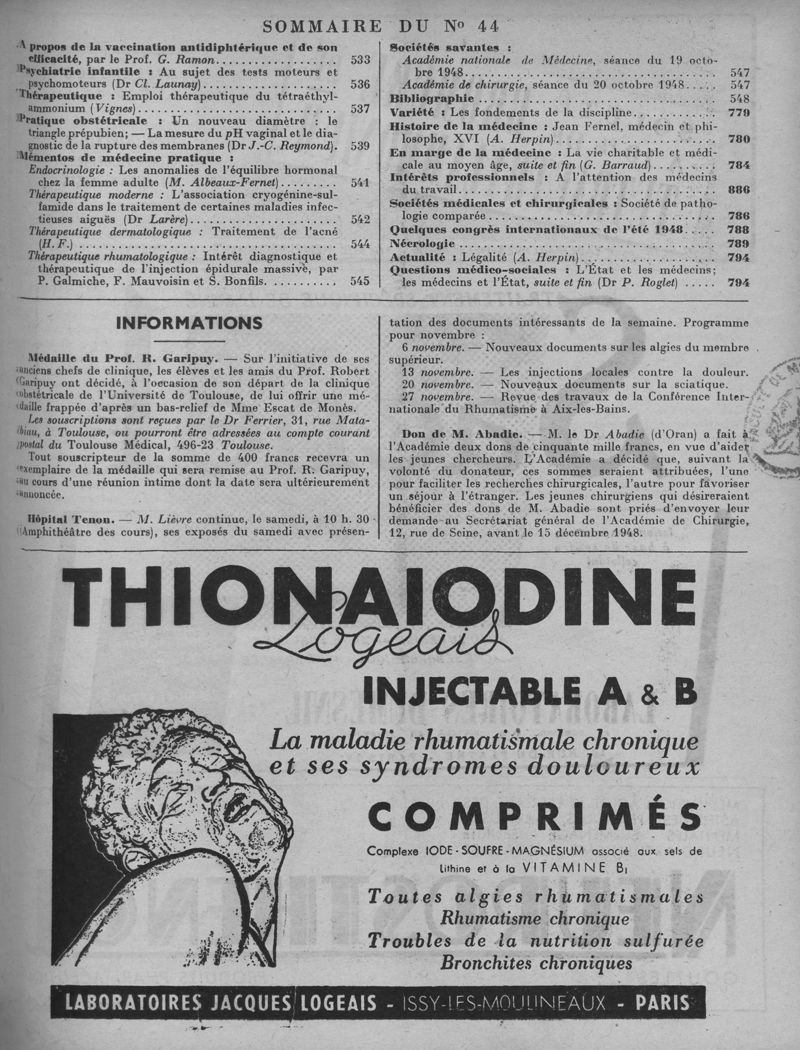 SOMMAIRE DU Nº 44
A propos de la vaccination antidiphtérique et de son
efficacité, par le Prof. G. Ramon................... 533
Psychiatrie infantile : Au sujet des tests moteurs et
psychomoteurs (Dr Cl. Launay)..................... 536
Thérapeutique : Emploi thérapeutique du tétraéthyl-
ammonium (Vignes)................................ 537
Pratique obstétricale : Un nouveau diamètre : le
triangle prépubien; — La mesure du pH vaginal et le dia-
gnostic de la rupture des membranes (Dr J.-C. Reymond). 539
Mémentos de médecine pratique :
Endocrinologie : Les anomalies de l'équilibre hormonal
chez la femme adulte (M. Albeaux-Fernet)......... 541
Thérapeutique moderne : L'association cryogénine-sul-
famide dans le traitement de certaines maladies infec-
tieuses aiguës (Dr Larère)....................... 542
Thérapeutique dermatologique : Traitement de l'acné
(H. F.) ........................................ 544
Thérapeutique rhumatologique : Intérêt diagnostique et
thérapeutique de l'injection épidurale massive, par
P. Galmiche, F. Mauvoisin et S. Bonfils. .......... 545
Sociétés savantes :
Académie nationale de Médecine, séance du 19 octo-
bre 1948........................................ 547
Académie de chirurgie, séance du 20 octobre 1948..... 547
Bibliographie ...................................... 548
Variété : Les fondements de la discipline............. 779
Histoire de la médecine : Jean Fernel, médecin et phi-
losophe, XVI (A. Herpin)......................... 780
En marge de la médecine : La vie charitable et médi-
cale au moyen âge, suite et fin (G. Barraud).......... 784
Intérêts professionnels : A l'attention des médecins
du travail........................................ 886
Sociétés médicales et chirurgicales : Société de patho-
logie comparée ................................... 786
Quelques congrès internationaux de l'été 1948..... 788
Nécrologie......................................... 789
Actualité : Légalité (A. Herpin)..................... 794
Questions médico-sociales : L'État et les médecins;
les médecins et l'État, suite et fin (Dr P. Roglet) ..... 794
INFORMATIONS
Médaille du Prof. R. Garipuy. — Sur l'initiative de ses
anciens chefs de clinique, les élèves et les amis du Prof. Robert
Garipuy ont décidé, à l'occasion de son départ de la clinique
obstétricale de l'Université de Toulouse, de lui offrir une mé-
daille frappée d'après un bas-relief de Mme Escat de Monès.
Les souscriptions sont reçues par le Dr Ferrier, 31, rue Mata-
biau, à Toulouse, ou pourront être adressées au compte courant
postal du Toulouse Médical, 496-23 Toulouse.
Tout souscripteur de la somme de 400 francs recevra un
exemplaire de la médaille qui sera remise au Prof. R. Garipuy,
au cours d'une réunion intime dont la date sera ultérieurement
annoncée.
Hôpital Tenon. — M. Lièvre continue, le samedi, à 10 h. 30
(Amphithéâtre des cours), ses exposés du samedi avec présen-
tation des documents intéressants de la semaine. Programme
pour novembre :
6 novembre. — Nouveaux documents sur les algies du membre
supérieur.
13 novembre. — Les injections locales contre la douleur.
20 novembre. — Nouveaux documents sur la sciatique.
27 novembre. — Revue des travaux de la Conférence Inter-
nationale du Rhumatisme à Aix-les-Bains.
Don de M. Abadie. — M. le Dr Abadie (d'Oran) a fait à
l'Académie deux dons de cinquante mille francs, en vue d'aider
les jeunes chercheurs. L'Académie a décidé que, suivant la
volonté du donateur, ces sommes seraient attribuées, l'une
pour faciliter les recherches chirurgicales, l'autre pour favoriser
un séjour à l'étranger. Les jeunes chirurgiens qui désireraient
bénéficier des dons de M. Abadie sont priés d'envoyer leur
demande au Secrétariat général de l'Académie de Chirurgie,
12, rue de Seine, avant le 15 décembre 1948.
THIONAIODINE
Logeais
INJECTABLE A & B
La maladie rhumatismale chronique
et ses syndromes douloureux
COMPRIMÉS
Complexe IODE-SOUFRE-MAGNÉSIUM associé aux sels de
Lithine et à la VITAMINE B1
Toutes algies rhumatismales
Rhumatisme chronique
Troubles de la nutrition sulfurée
Bronchites chroniques
LABORATOIRES JACQUES LOGEAIS - ISSY-LES-MOULINEAUX - PARIS